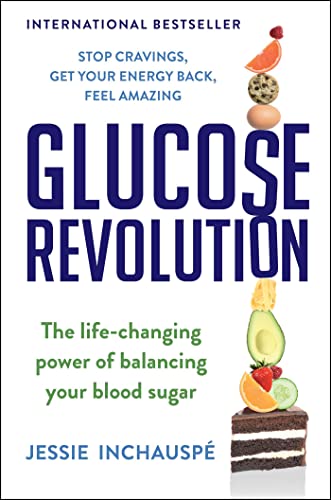 INTERNATIONAL BESTSELLER
STOP CRAVINGS,
GET YOUR ENERGY BACK,
FEEL AMAZING
GLUCOSE
REVOLUTION
The life-changing
power of balancing
your blood sugar
JESSIE INCHAUSPÉ